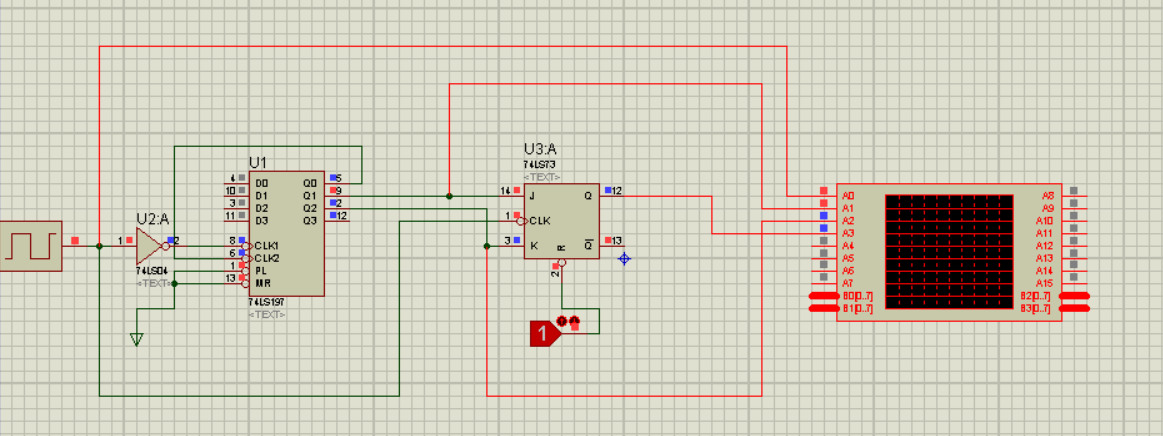 U1
4 D0 Q0 5
10 D1 Q1 9
3 D2 Q2 2
11 D3 Q3 12
8 CLK1
6 CLK2
1 PL
13 MR
74LS197
<TEXT>
U2:A
1 2
74LS04
<TEXT>
U3:A
74LS73
<TEXT>
14 J Q 12
1 CLK
3 K Q 13
R
2
1
A0 A8
A1 A9
A2 A10
A3 A11
A4 A12
A5 A13
A6 A14
A7 A15
B0[0..7] B2[0..7]
B1[0..7] B3[0..7]